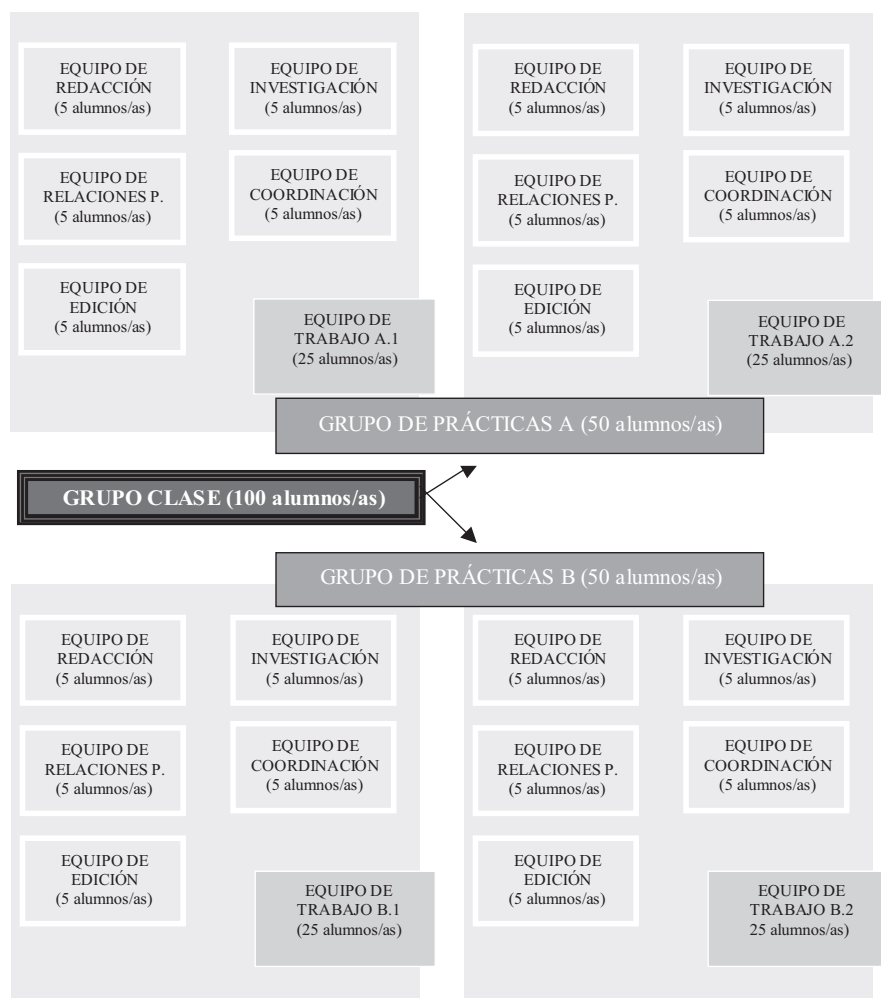 EQUIPO DE
REDACCIÓN
(5 alumnos/as)
EQUIPO DE
INVESTIGACIÓN
(5 alumnos/as)
EQUIPO DE
RELACIONES P.
(5 alumnos/as)
EQUIPO DE
COORDINACIÓN
(5 alumnos/as)
EQUIPO DE
EDICIÓN
(5 alumnos/as)
EQUIPO DE
TRABAJO A.1
(25 alumnos/as)
EQUIPO DE
REDACCIÓN
(5 alumnos/as)
EQUIPO DE
INVESTIGACIÓN
(5 alumnos/as)
EQUIPO DE
RELACIONES P.
(5 alumnos/as)
EQUIPO DE
COORDINACIÓN
(5 alumnos/as)
EQUIPO DE
EDICIÓN
(5 alumnos/as)
EQUIPO DE
TRABAJO A.2
(25 alumnos/as)
GRUPO DE PRÁCTICAS A (50 alumnos/as)
GRUPO CLASE (100 alumnos/as)
GRUPO DE PRÁCTICAS B (50 alumnos/as)
EQUIPO DE
REDACCIÓN
(5 alumnos/as)
EQUIPO DE
INVESTIGACIÓN
(5 alumnos/as)
EQUIPO DE
RELACIONES P.
(5 alumnos/as)
EQUIPO DE
COORDINACIÓN
(5 alumnos/as)
EQUIPO DE
EDICIÓN
(5 alumnos/as)
EQUIPO DE
TRABAJO B.1
(25 alumnos/as)
EQUIPO DE
REDACCIÓN
(5 alumnos/as)
EQUIPO DE
INVESTIGACIÓN
(5 alumnos/as)
EQUIPO DE
RELACIONES P.
(5 alumnos/as)
EQUIPO DE
COORDINACIÓN
(5 alumnos/as)
EQUIPO DE
EDICIÓN
(5 alumnos/as)
EQUIPO DE
TRABAJO B.2
25 alumnos/as)